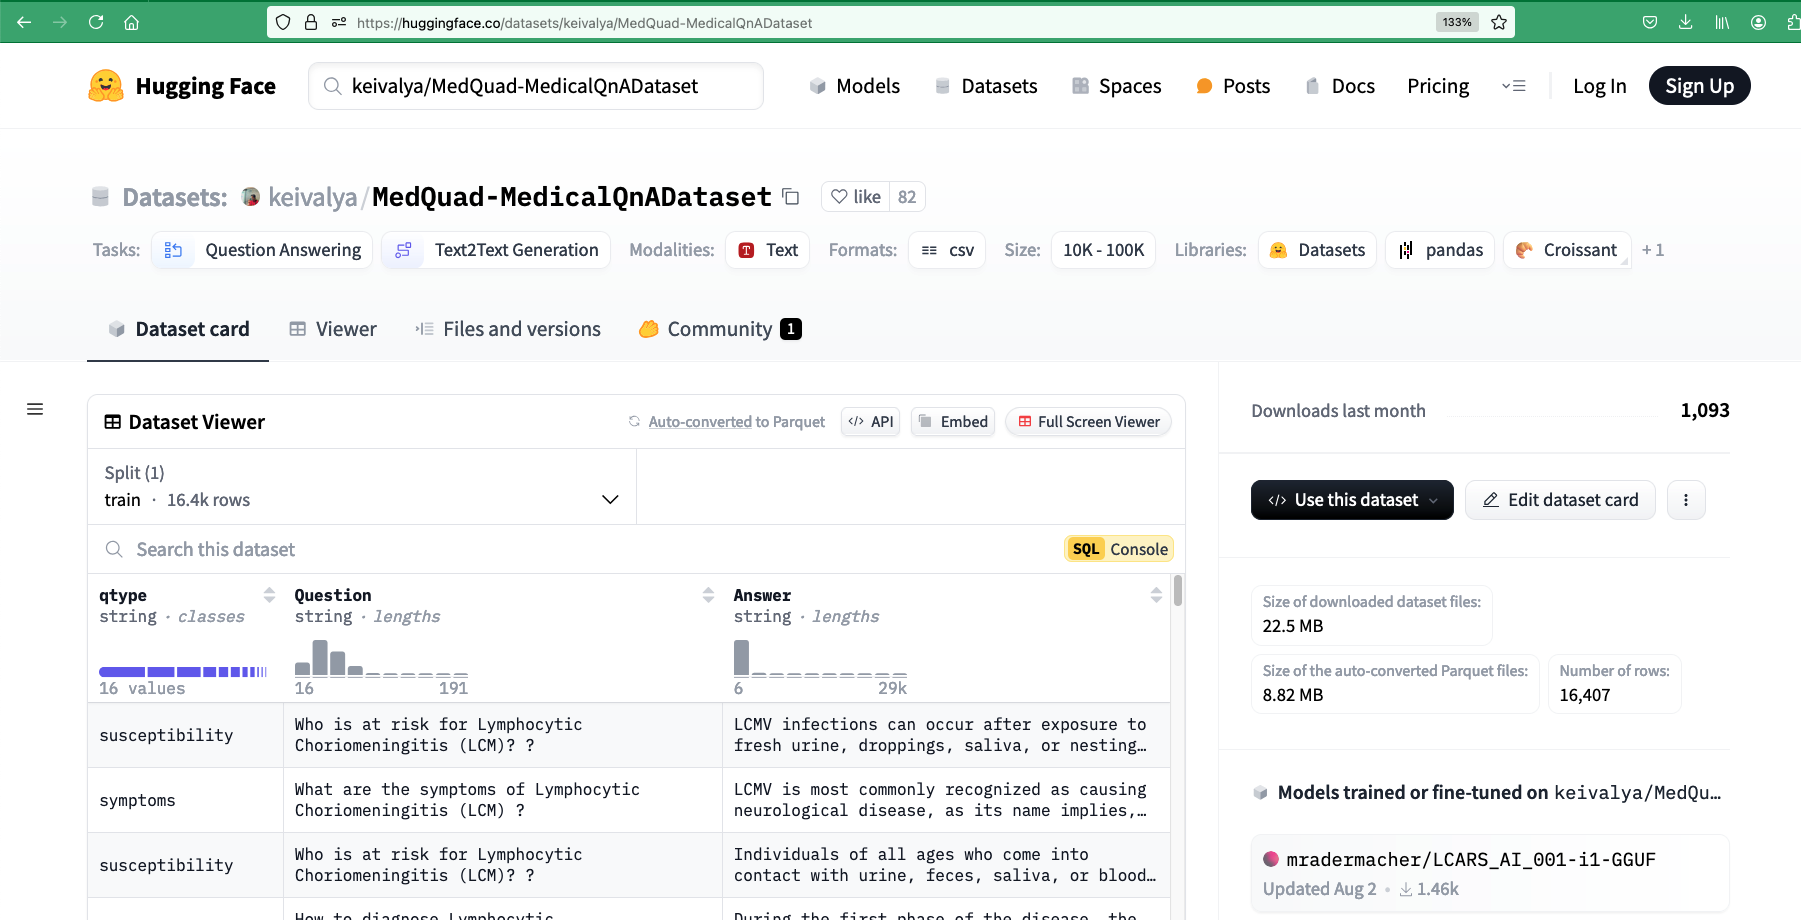 https://huggingface.co/datasets/keivalya/MedQuad-MedicalQnADataset
133%
Hugging Face
keivalya/MedQuad-MedicalQnADataset
Models
Datasets
Spaces
Posts
Docs
Pricing
Log In
Sign Up
Datasets: keivalya/MedQuad-MedicalQnADataset
like 82
Tasks: Question Answering Text2Text Generation Modalities: Text Formats: csv Size: 10K - 100K Libraries: Datasets pandas Croissant + 1
Dataset card
Viewer
Files and versions
Community 1
Dataset Viewer
Auto-converted to Parquet
API
Embed
Full Screen Viewer
Split (1)
train · 16.4k rows
Search this dataset
SQL Console
qtype
string · classes
16 values
Question
string · lengths
16 191
Answer
string · lengths
6 29k
susceptibility
Who is at risk for Lymphocytic
Choriomeningitis (LCM)? ?
LCMV infections can occur after exposure to
fresh urine, droppings, saliva, or nesting…
symptoms
What are the symptoms of Lymphocytic
Choriomeningitis (LCM) ?
LCMV is most commonly recognized as causing
neurological disease, as its name implies,…
susceptibility
Who is at risk for Lymphocytic
Choriomeningitis (LCM)? ?
Individuals of all ages who come into
contact with urine, feces, saliva, or blood…
How to diagnose Lymphocytic
During the first phase of the disease, the
Downloads last month
1,093
Use this dataset
Edit dataset card
Size of downloaded dataset files:
22.5 MB
Size of the auto-converted Parquet files:
8.82 MB
Number of rows:
16,407
Models trained or fine-tuned on keivalya/MedQu…
mradermacher/LCARS_AI_001-i1-GGUF
Updated Aug 2 • 1.46k